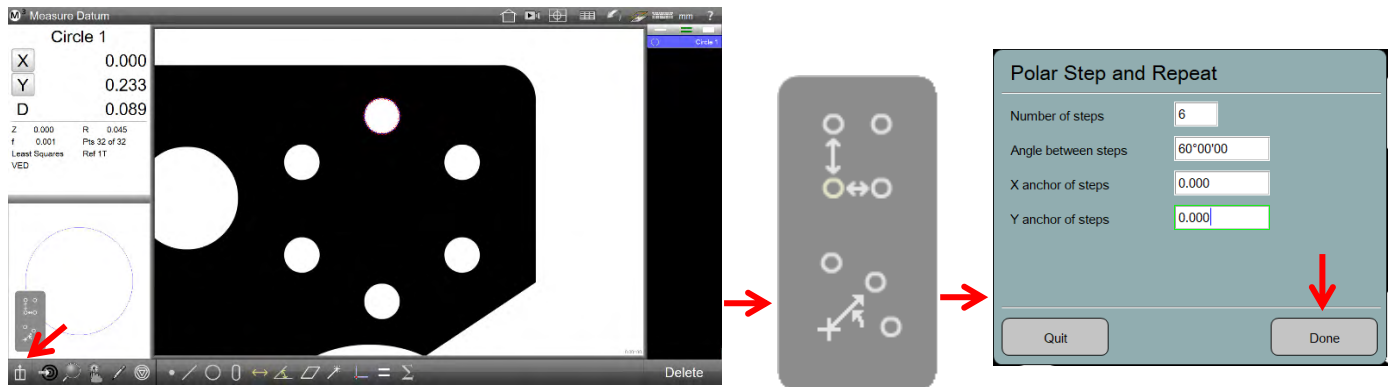 M³ Measure Datum
mm ?
Circle 1
X 0.000
Y 0.233
D 0.089
Z 0.000 R 0.045
f 0.001 Pts 32 of 32
Least Squares Ref 1T
VED
Circle 1
Delete
Polar Step and Repeat
Number of steps 6
Angle between steps 60°00'00
X anchor of steps 0.000
Y anchor of steps 0.000
Quit
Done